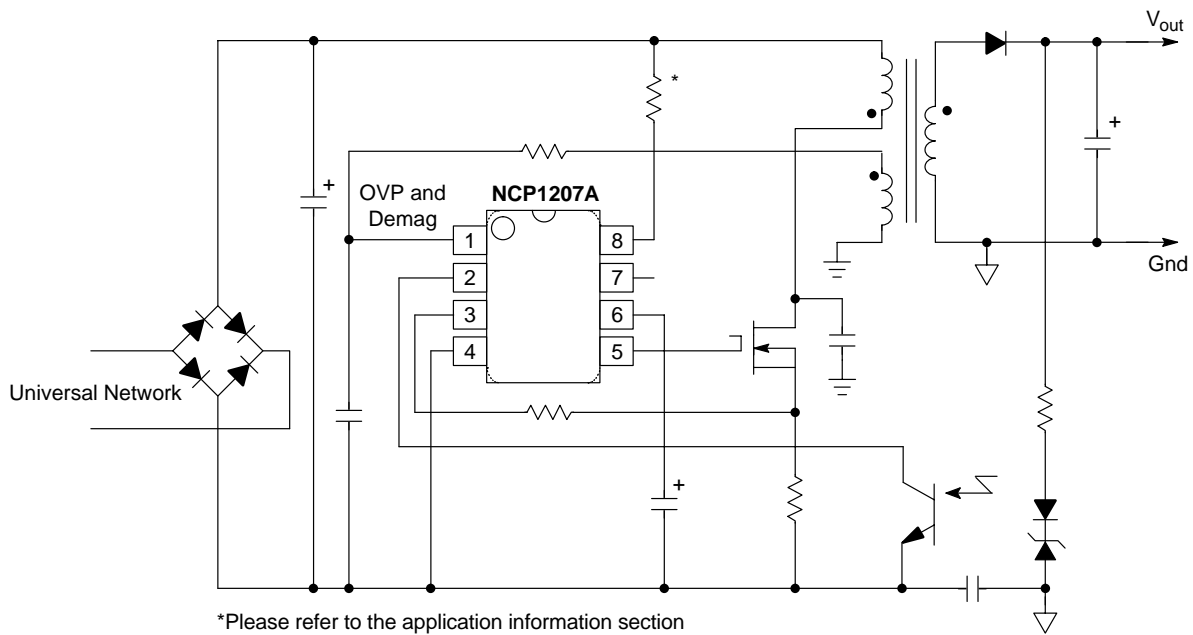 Vout
+
*
+
OVP and
Demag
NCP1207A
+
1
8
Gnd
2
7
3
6
4
5
Universal Network
+
*Please refer to the application information section